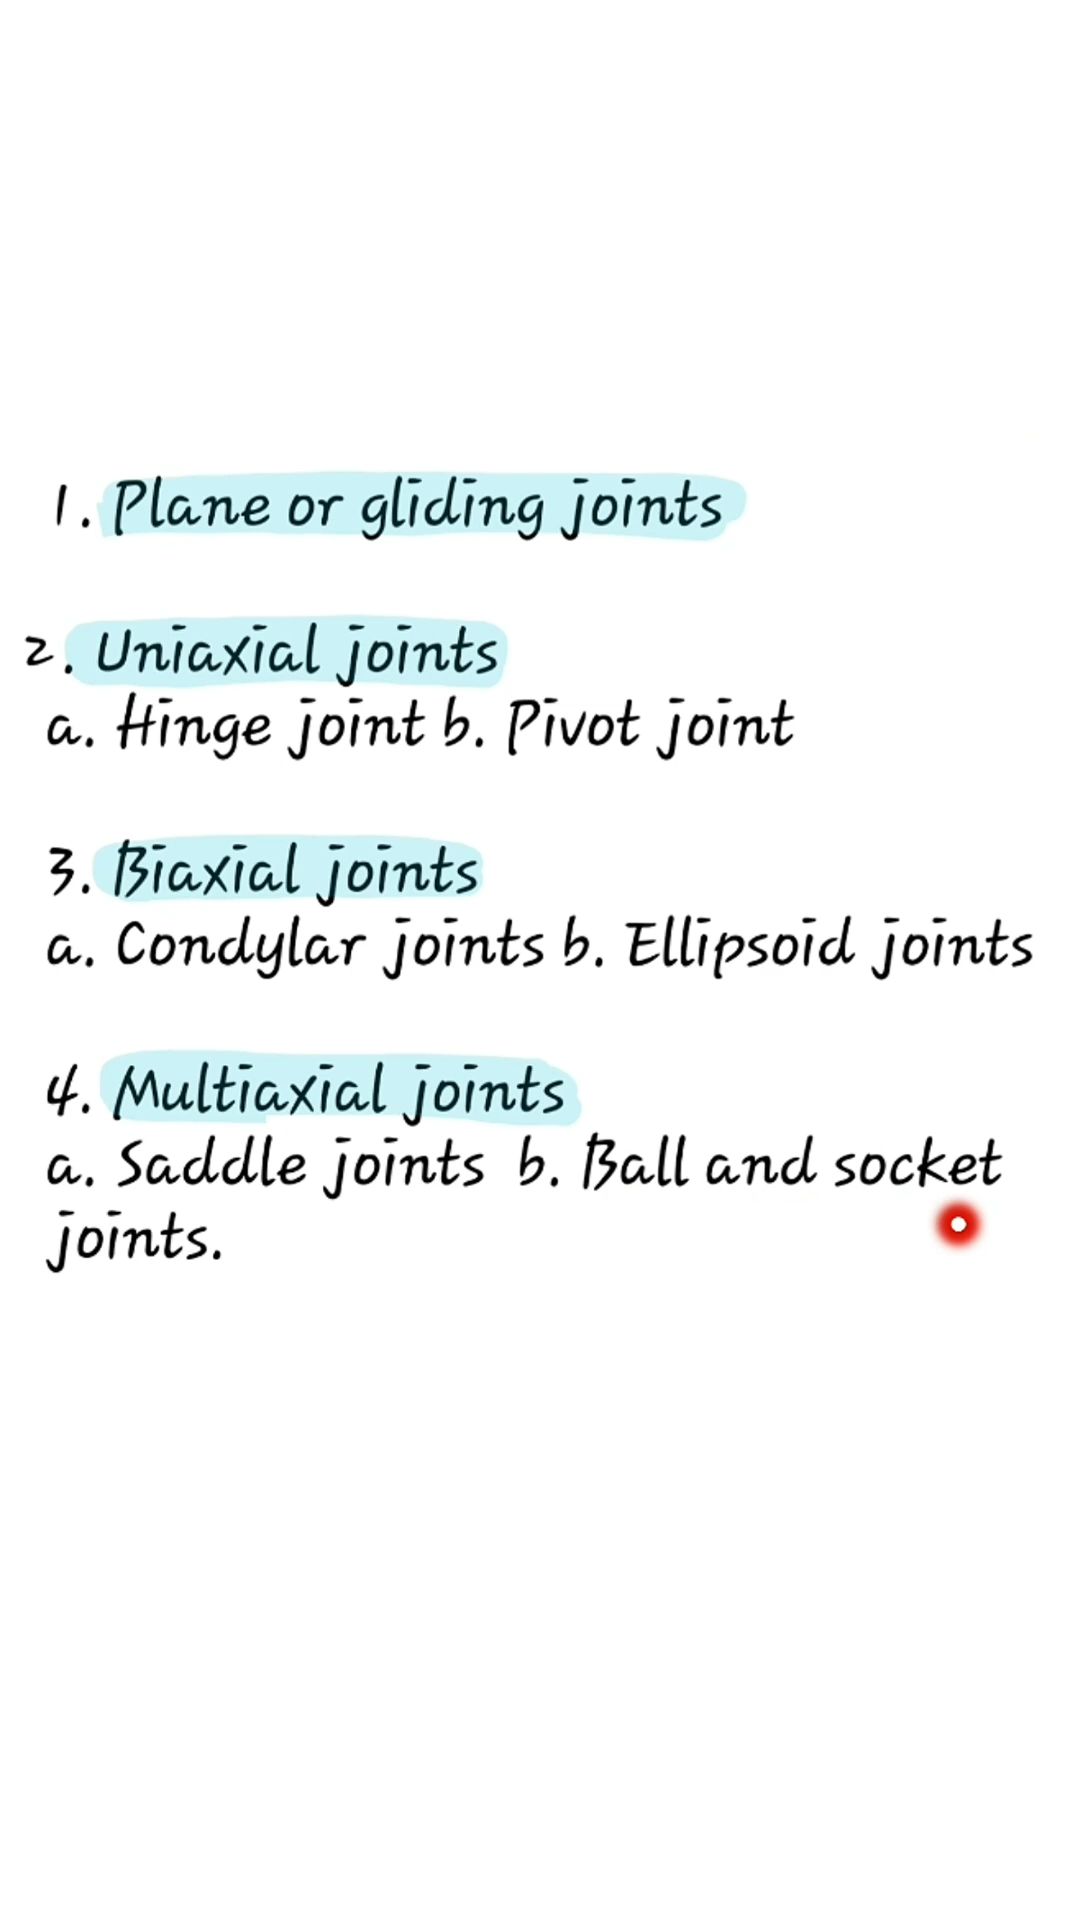 1. Plane or gliding joints
2. Uniaxial joints
a. Hinge joint b. Pivot joint
3. Biaxial joints
a. Condylar joints b. Ellipsoid joints
4. Multiaxial joints
a. Saddle joints b. Ball and socket
joints.